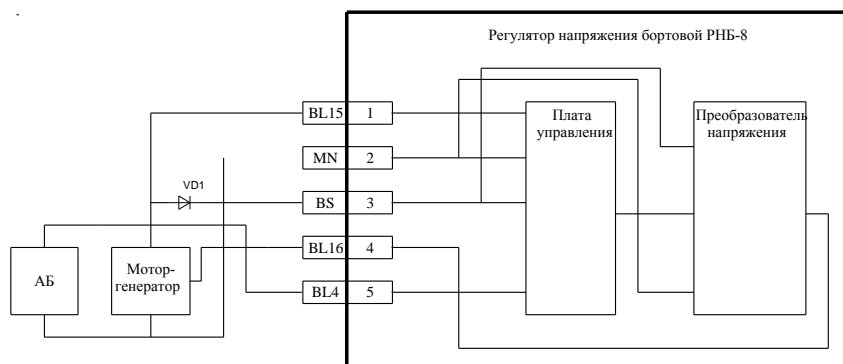 Регулятор напряжения бортовой РНБ-8
BL15 1
Плата
управления
Преобразователь
напряжения
MN 2
VD1
BS 3
BL16 4
АБ
Мотор-
генератор
BL4 5